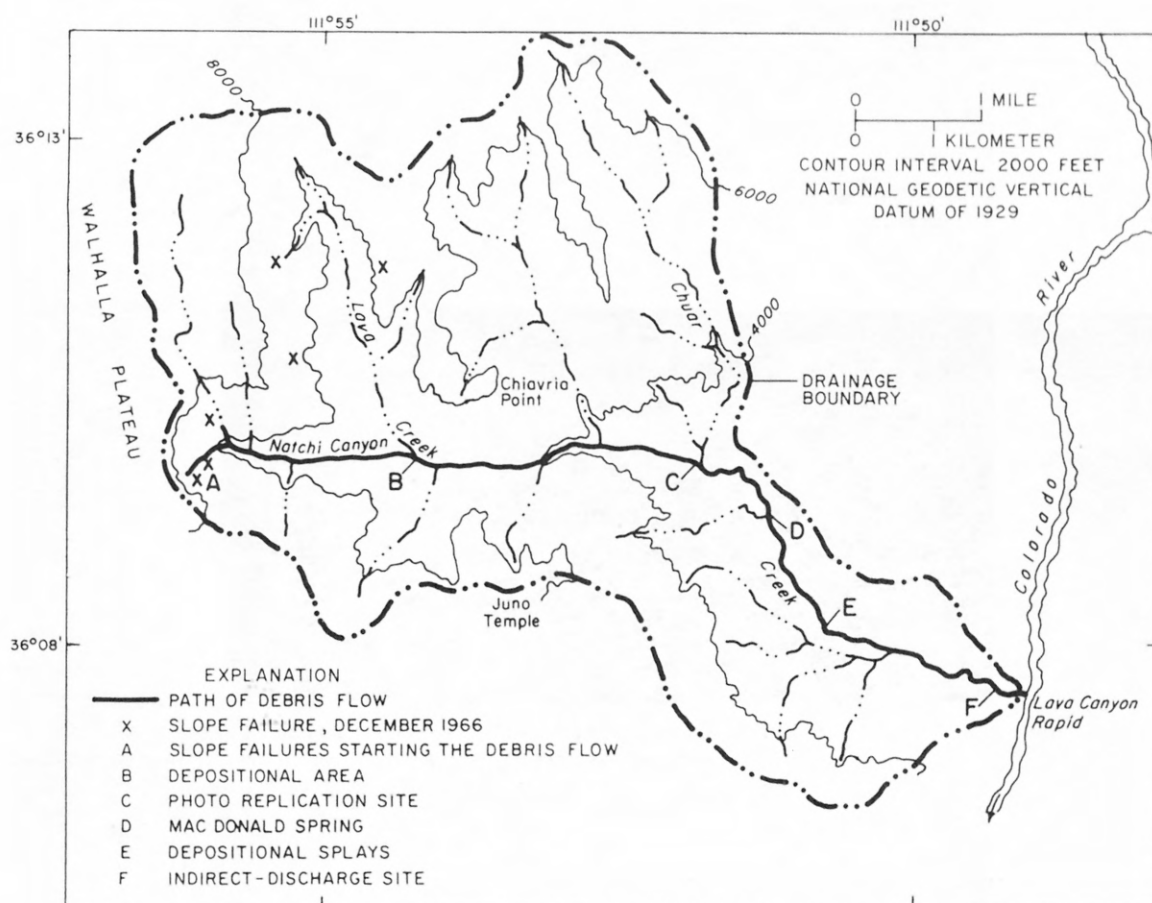 111°55'
111°50'
8000
36°13'
0 1 MILE
0 1 KILOMETER
CONTOUR INTERVAL 2000 FEET
NATIONAL GEODETIC VERTICAL
DATUM OF 1929
6000
WALHALLA
PLATEAU
Lava
Creek
Chuar
Creek
4000
River
Colorado
Chiavria
Point
DRAINAGE
BOUNDARY
Natchi Canyon
A
B
C
D
E
F
Juno
Temple
36°08'
Lava Canyon
Rapid
EXPLANATION
PATH OF DEBRIS FLOW
X SLOPE FAILURE, DECEMBER 1966
A SLOPE FAILURES STARTING THE DEBRIS FLOW
B DEPOSITIONAL AREA
C PHOTO REPLICATION SITE
D MAC DONALD SPRING
E DEPOSITIONAL SPLAYS
F INDIRECT-DISCHARGE SITE